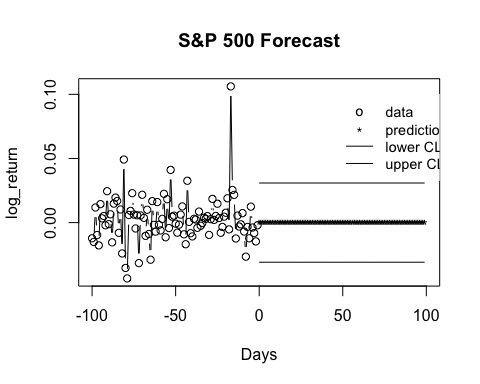 S&P 500 Forecast
log_return
0.10
0.05
0.00
data
predictio
lower CL
upper CL
-100
-50
0
50
100
Days